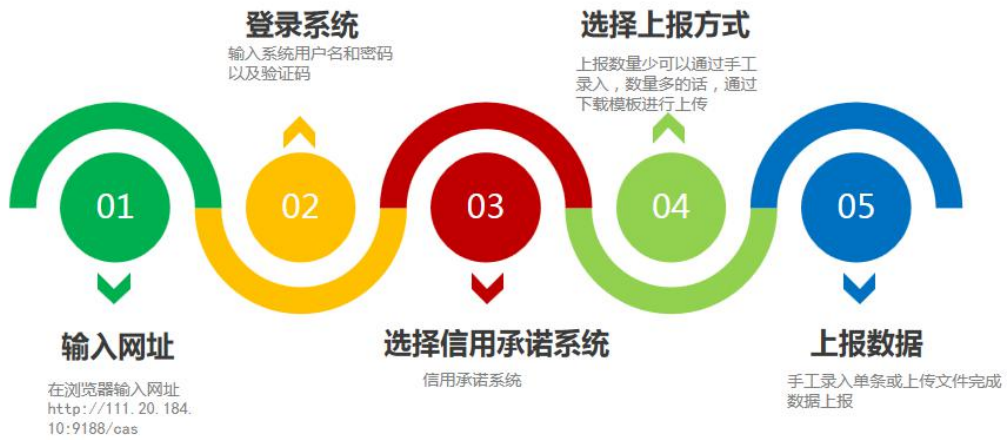 登录系统
输入系统用户名和密码
以及验证码
选择上报方式
上报数量少可以通过手工
录入，数量多的话，通过
下载模板进行上传
01
02
03
04
05
输入网址
在浏览器输入网址
http://111.20.184.
10:9188/cas
选择信用承诺系统
信用承诺系统
上报数据
手工录入单条或上传文件完成
数据上报